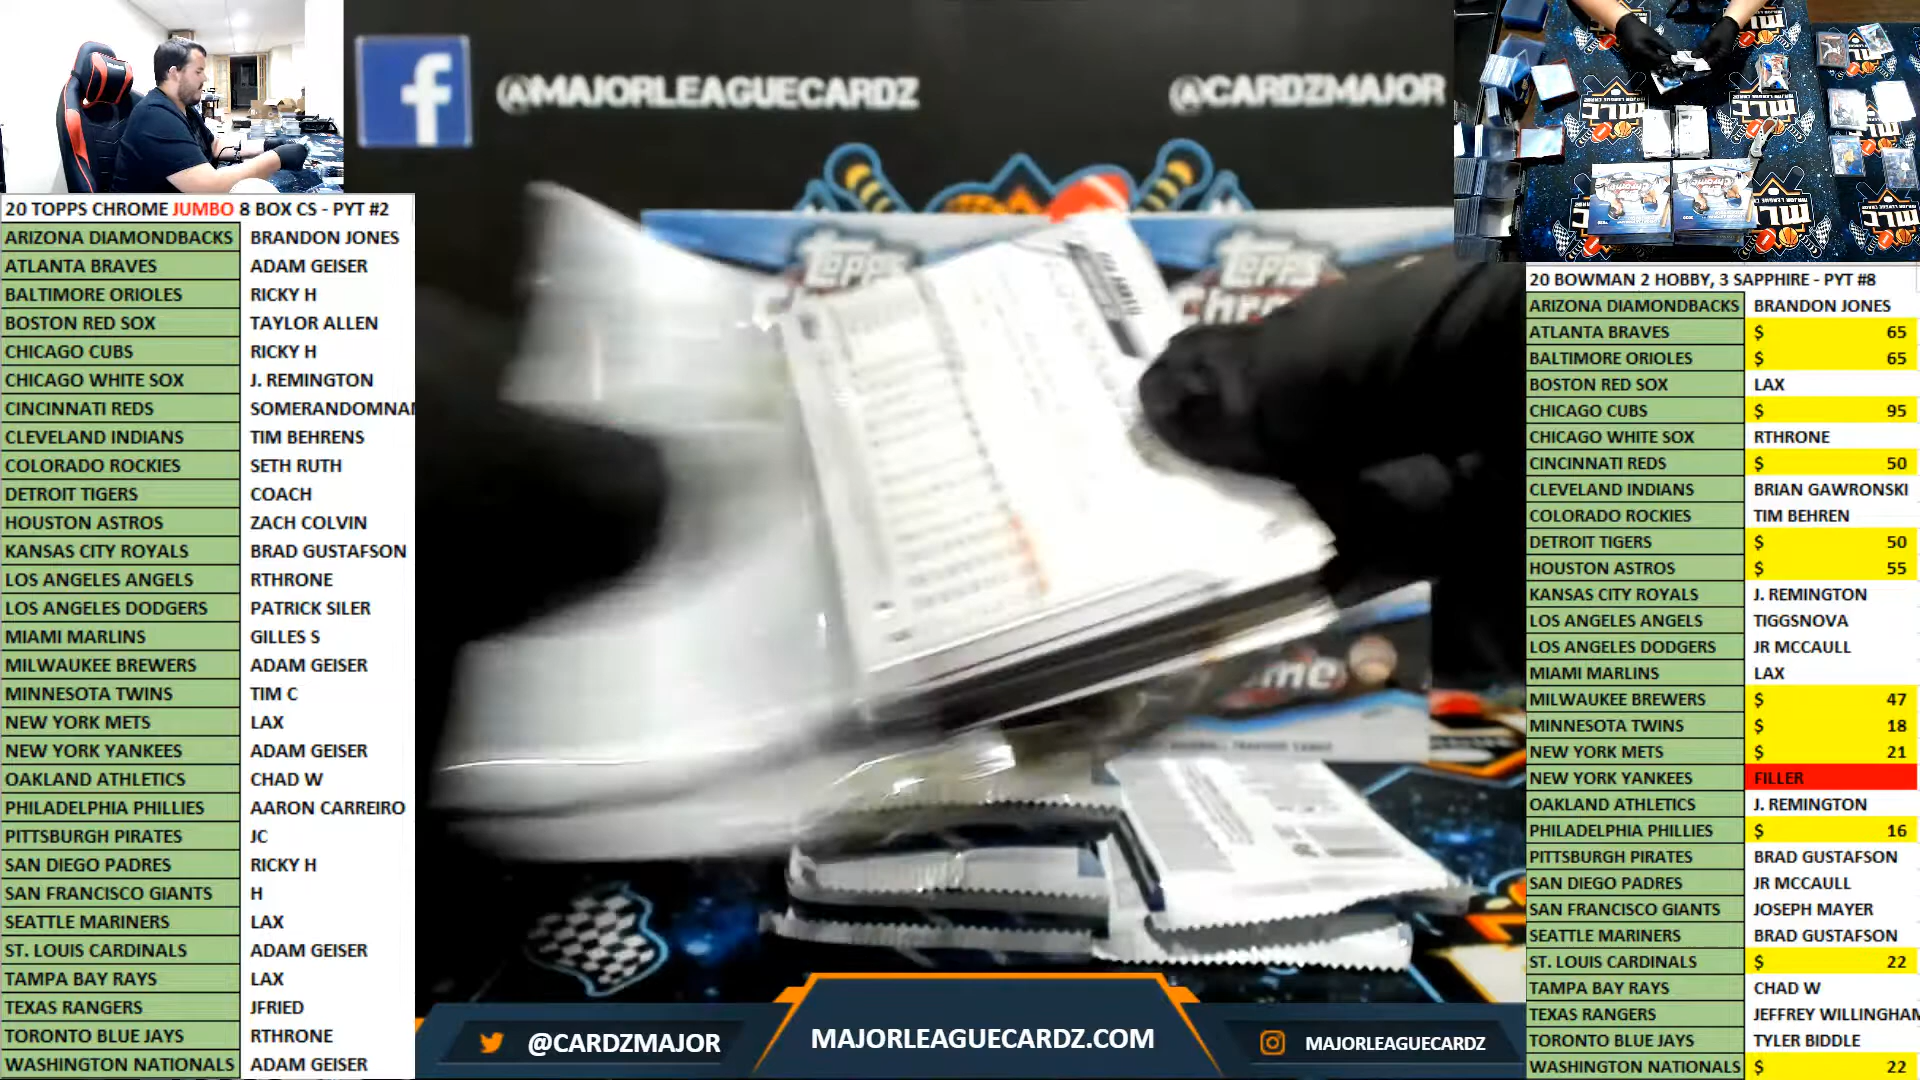 @MAJORLEAGUECARDZ
@CARDZMAJOR
20 TOPPS CHROME JUMBO 8 BOX CS - PYT #2
ARIZONA DIAMONDBACKS BRANDON JONES
ATLANTA BRAVES ADAM GEISER
BALTIMORE ORIOLES RICKY H
BOSTON RED SOX TAYLOR ALLEN
CHICAGO CUBS RICKY H
CHICAGO WHITE SOX J. REMINGTON
CINCINNATI REDS SOMERANDOMNA
CLEVELAND INDIANS TIM BEHRENS
COLORADO ROCKIES SETH RUTH
DETROIT TIGERS COACH
HOUSTON ASTROS ZACH COLVIN
KANSAS CITY ROYALS BRAD GUSTAFSON
LOS ANGELES ANGELS RTHRONE
LOS ANGELES DODGERS PATRICK SILER
MIAMI MARLINS GILLES S
MILWAUKEE BREWERS ADAM GEISER
MINNESOTA TWINS TIM C
NEW YORK METS LAX
NEW YORK YANKEES ADAM GEISER
OAKLAND ATHLETICS CHAD W
PHILADELPHIA PHILLIES AARON CARREIRO
PITTSBURGH PIRATES JC
SAN DIEGO PADRES RICKY H
SAN FRANCISCO GIANTS H
SEATTLE MARINERS LAX
ST. LOUIS CARDINALS ADAM GEISER
TAMPA BAY RAYS LAX
TEXAS RANGERS JFRIED
TORONTO BLUE JAYS RTHRONE
WASHINGTON NATIONALS ADAM GEISER
Topps
Topps
Chrome
me
@CARDZMAJOR
MAJORLEAGUECARDZ.COM
MAJORLEAGUECARDZ
20 BOWMAN 2 HOBBY, 3 SAPPHIRE - PYT #8
ARIZONA DIAMONDBACKS BRANDON JONES
ATLANTA BRAVES $ 65
BALTIMORE ORIOLES $ 65
BOSTON RED SOX LAX
CHICAGO CUBS $ 95
CHICAGO WHITE SOX RTHRONE
CINCINNATI REDS $ 50
CLEVELAND INDIANS BRIAN GAWRONSKI
COLORADO ROCKIES TIM BEHREN
DETROIT TIGERS $ 50
HOUSTON ASTROS $ 55
KANSAS CITY ROYALS J. REMINGTON
LOS ANGELES ANGELS TIGGSNOVA
LOS ANGELES DODGERS JR MCCAULL
MIAMI MARLINS LAX
MILWAUKEE BREWERS $ 47
MINNESOTA TWINS $ 18
NEW YORK METS $ 21
NEW YORK YANKEES FILLER
OAKLAND ATHLETICS J. REMINGTON
PHILADELPHIA PHILLIES $ 16
PITTSBURGH PIRATES BRAD GUSTAFSON
SAN DIEGO PADRES JR MCCAULL
SAN FRANCISCO GIANTS JOSEPH MAYER
SEATTLE MARINERS BRAD GUSTAFSON
ST. LOUIS CARDINALS $ 22
TAMPA BAY RAYS CHAD W
TEXAS RANGERS JEFFREY WILLINGHAM
TORONTO BLUE JAYS TYLER BIDDLE
WASHINGTON NATIONALS $ 22